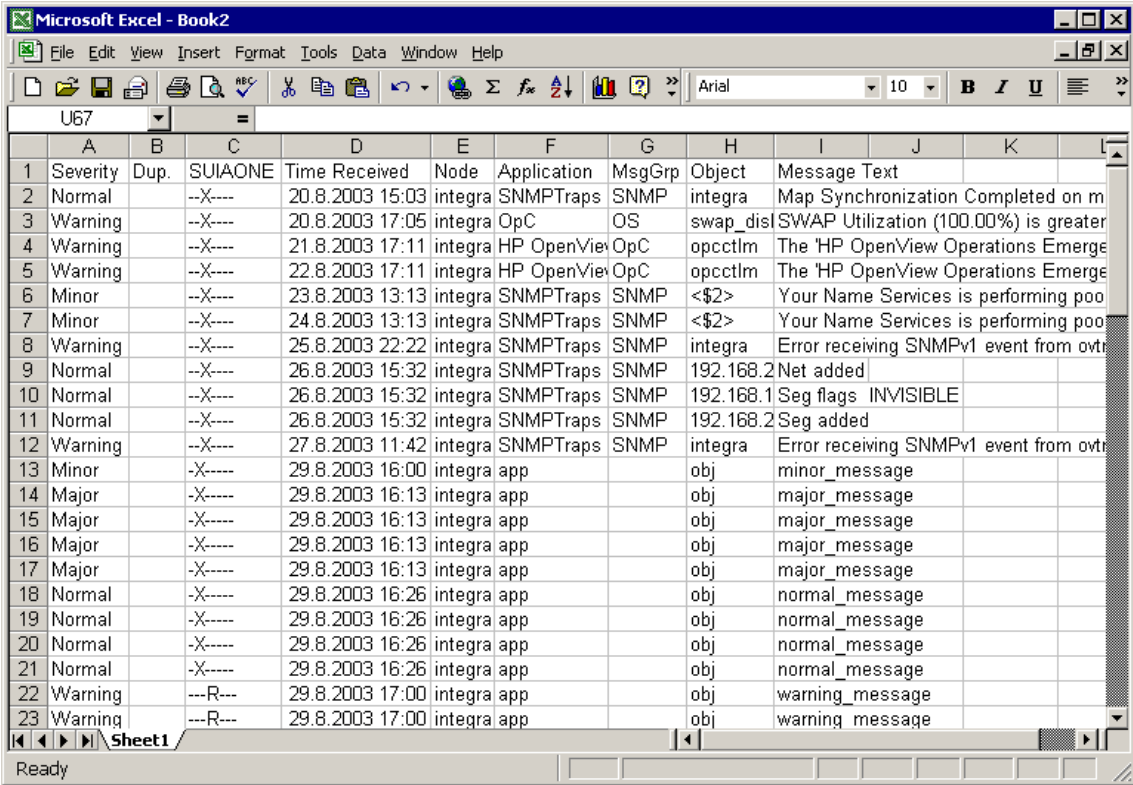 Microsoft Excel - Book2
File Edit View Insert Format Tools Data Window Help
ABC Σ fx A Z ? » Arial 10 B I U »
U67 =
A B C D E F G H I J K L
1 Severity Dup. SUIAONE Time Received Node Application MsgGrp Object Message Text
2 Normal --X---- 20.8.2003 15:03 integra SNMPTraps SNMP integra Map Synchronization Completed on m
3 Warning --X---- 20.8.2003 17:05 integra OpC OS swap_disl SWAP Utilization (100.00%) is greater
4 Warning --X---- 21.8.2003 17:11 integra HP OpenView OpC opcctlm The 'HP OpenView Operations Emerge
5 Warning --X---- 22.8.2003 17:11 integra HP OpenView OpC opcctlm The 'HP OpenView Operations Emerge
6 Minor --X---- 23.8.2003 13:13 integra SNMPTraps SNMP <$2> Your Name Services is performing poo
7 Minor --X---- 24.8.2003 13:13 integra SNMPTraps SNMP <$2> Your Name Services is performing poo
8 Warning --X---- 25.8.2003 22:22 integra SNMPTraps SNMP integra Error receiving SNMPv1 event from ovtr
9 Normal --X---- 26.8.2003 15:32 integra SNMPTraps SNMP 192.168.2 Net added
10 Normal --X---- 26.8.2003 15:32 integra SNMPTraps SNMP 192.168.1 Seg flags INVISIBLE
11 Normal --X---- 26.8.2003 15:32 integra SNMPTraps SNMP 192.168.2 Seg added
12 Warning --X---- 27.8.2003 11:42 integra SNMPTraps SNMP integra Error receiving SNMPv1 event from ovtr
13 Minor -X----- 29.8.2003 16:00 integra app obj minor_message
14 Major -X----- 29.8.2003 16:13 integra app obj major_message
15 Major -X----- 29.8.2003 16:13 integra app obj major_message
16 Major -X----- 29.8.2003 16:13 integra app obj major_message
17 Major -X----- 29.8.2003 16:13 integra app obj major_message
18 Normal -X----- 29.8.2003 16:26 integra app obj normal_message
19 Normal -X----- 29.8.2003 16:26 integra app obj normal_message
20 Normal -X----- 29.8.2003 16:26 integra app obj normal_message
21 Normal -X----- 29.8.2003 16:26 integra app obj normal_message
22 Warning ---R--- 29.8.2003 17:00 integra app obj warning_message
23 Warning ---R--- 29.8.2003 17:00 integra app obj warning_message
Sheet1
Ready